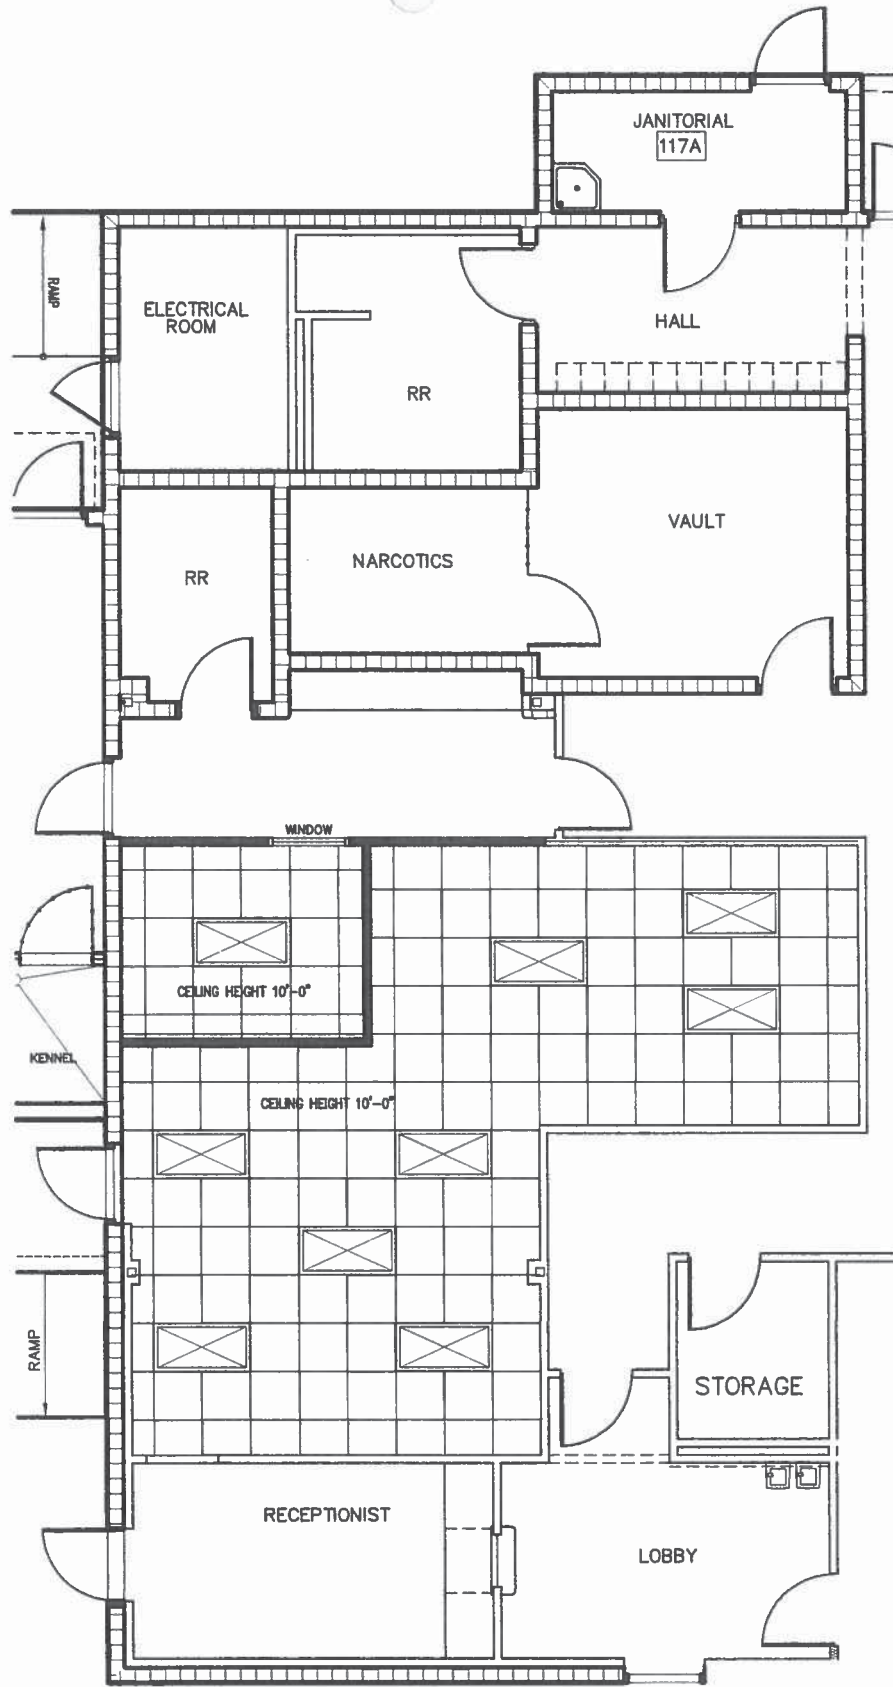 JANITORIAL
117A
RAMP
ELECTRICAL
ROOM
HALL
RR
VAULT
NARCOTICS
RR
WINDOW
CEILING HEIGHT 10'-0"
KENNEL
CEILING HEIGHT 10'-0"
RAMP
STORAGE
RECEPTIONIST
LOBBY